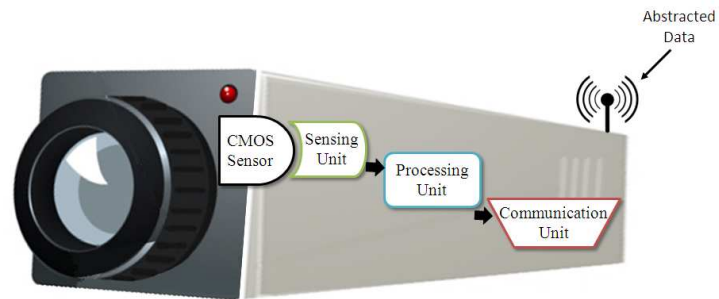 Abstracted
Data
CMOS
Sensor
Sensing
Unit
Processing
Unit
Communication
Unit